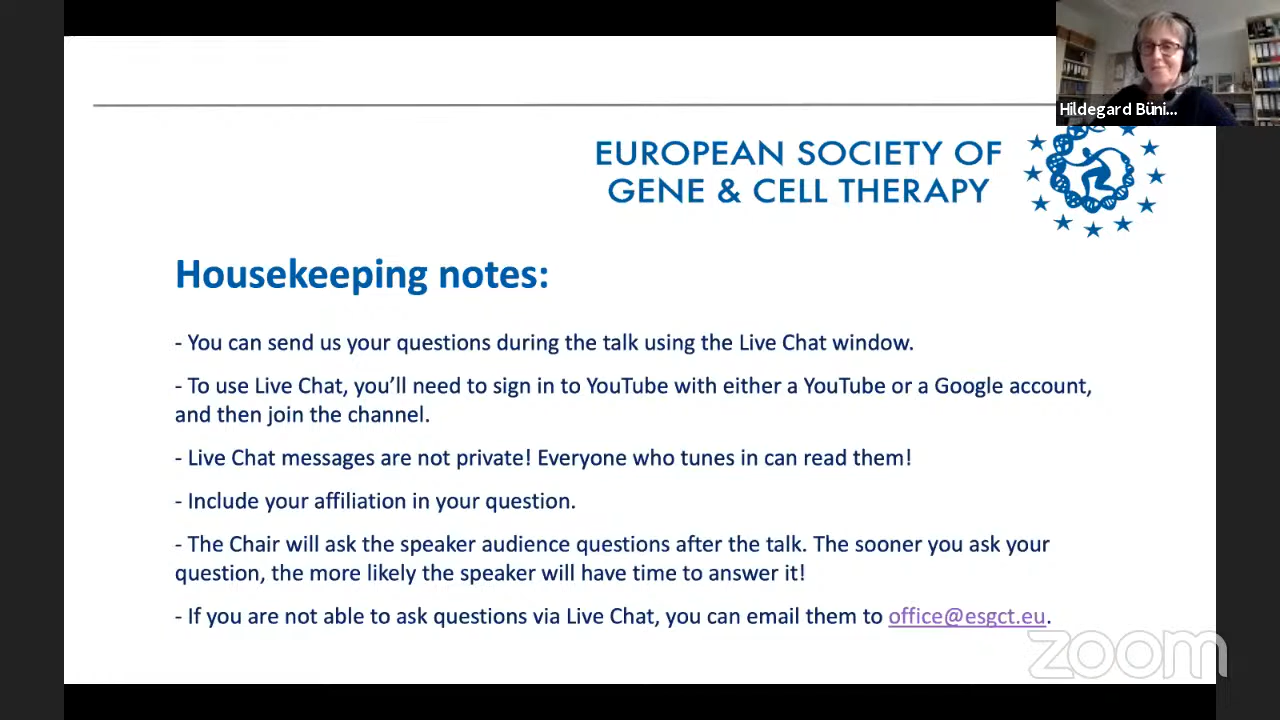 Hildegard Büni...
EUROPEAN SOCIETY OF
GENE & CELL THERAPY
Housekeeping notes:
- You can send us your questions during the talk using the Live Chat window.
- To use Live Chat, you’ll need to sign in to YouTube with either a YouTube or a Google account,
and then join the channel.
- Live Chat messages are not private! Everyone who tunes in can read them!
- Include your affiliation in your question.
- The Chair will ask the speaker audience questions after the talk. The sooner you ask your
question, the more likely the speaker will have time to answer it!
- If you are not able to ask questions via Live Chat, you can email them to office@esgct.eu.
zoom